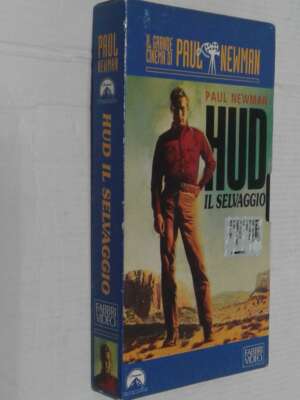 PAUL
NEWMAN
HUD IL SELVAGGIO
FABBRI
VIDEO
IL GRANDE
CINEMA DI
PAUL NEWMAN
PAUL NEWMAN
HUD
IL SELVAGGIO
FABBRI
VIDEO